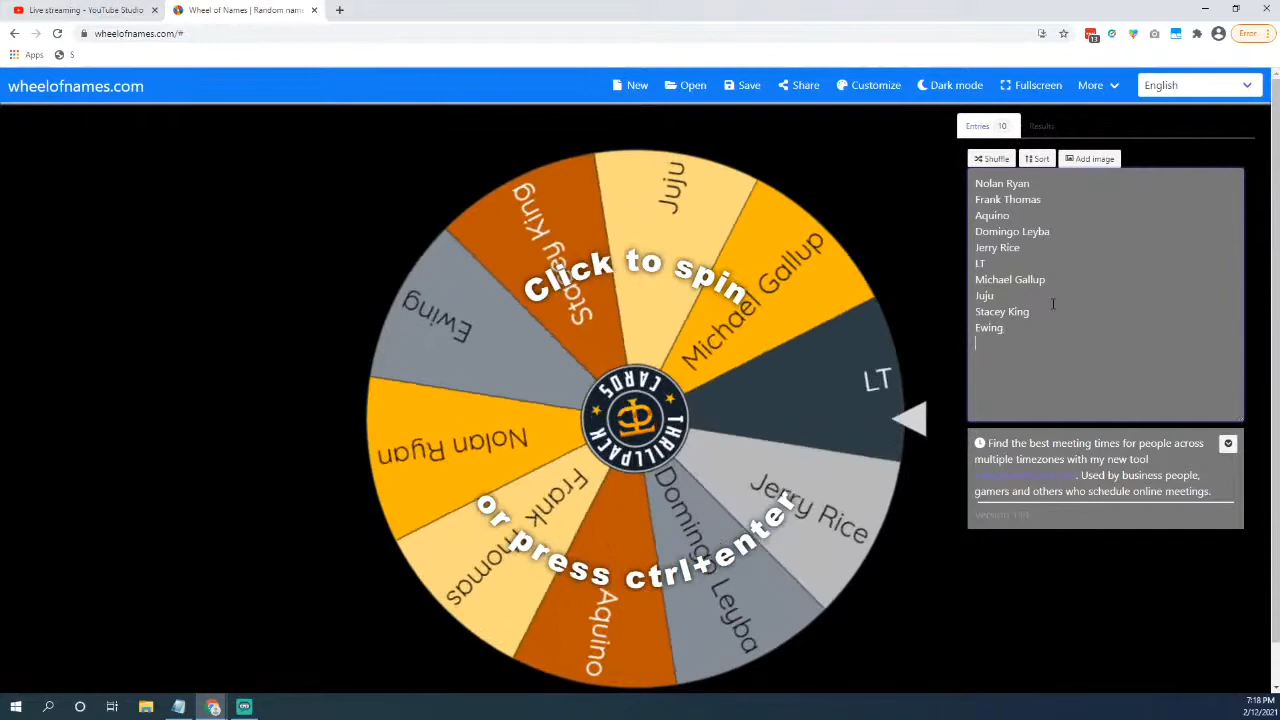 Live streaming - YouTube Studio
Wheel of Names | Random nam
wheelofnames.com/#
13
Error
Apps
S
wheelofnames.com
New
Open
Save
Share
Customize
Dark mode
Fullscreen
More
English
Entries 10
Results
Shuffle
Sort
Add image
Nolan Ryan
Frank Thomas
Aquino
Domingo Leyba
Jerry Rice
LT
Michael Gallup
Juju
Stacey King
Ewing
Click to spin
or press ctrl+enter
Juju
Michael Gallup
LT
Jerry Rice
Domingo Leyba
Aquino
Frank Thomas
Nolan Ryan
Ewing
Stacey King
THRILLPACK
CARDS
Find the best meeting times for people across
multiple timezones with my new tool
. Used by business people,
gamers and others who schedule online meetings.
7:18 PM
2/12/2021